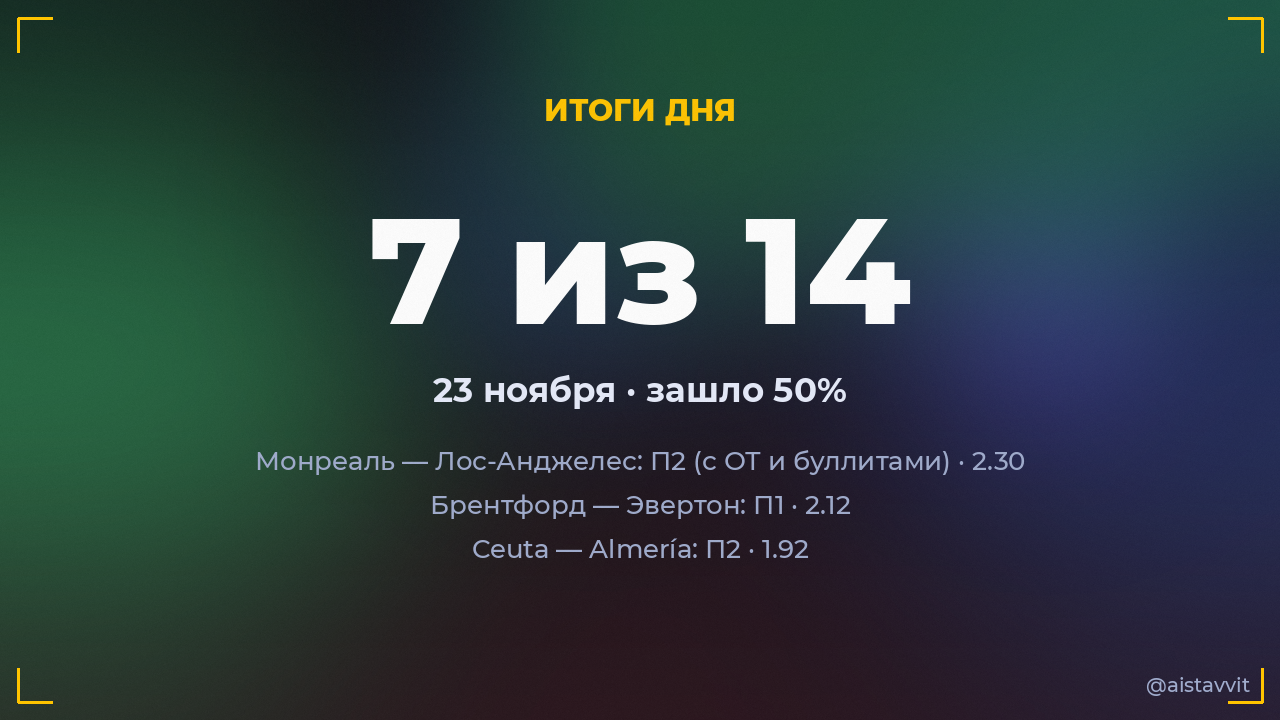 ИТОГИ ДНЯ
7 из 14
23 ноября · зашло 50%
Монреаль — Лос-Анджелес: П2 (с ОТ и буллитами) · 2.30
Брентфорд — Эвертон: П1 · 2.12
Ceuta — Almería: П2 · 1.92
@aistavvit